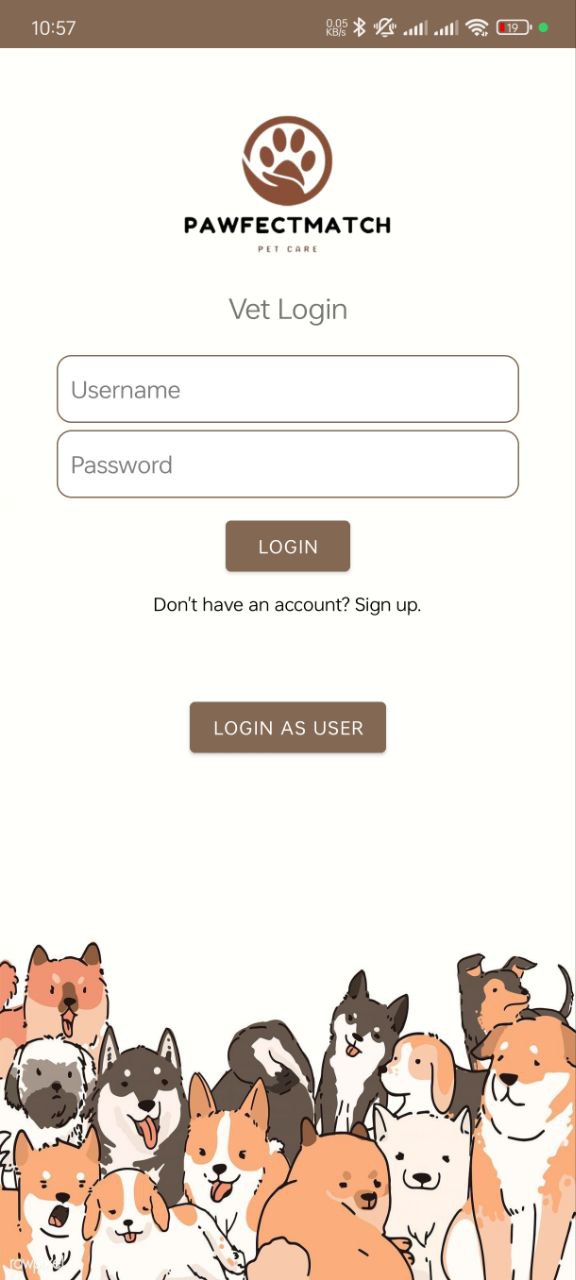 10:57
0.05
KB/s
19
PAWFECTMATCH
PET CARE
Vet Login
Username
Password
LOGIN
Don't have an account? Sign up.
LOGIN AS USER